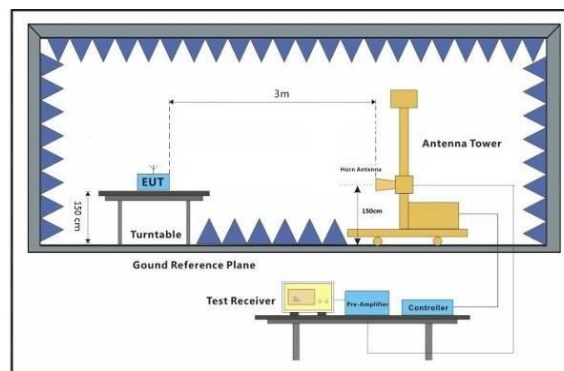 3m
Antenna Tower
Horn Antenna
EUT
150 cm
150cm
Turntable
Gound Reference Plane
Test Receiver
Pre-Amplifier
Controller